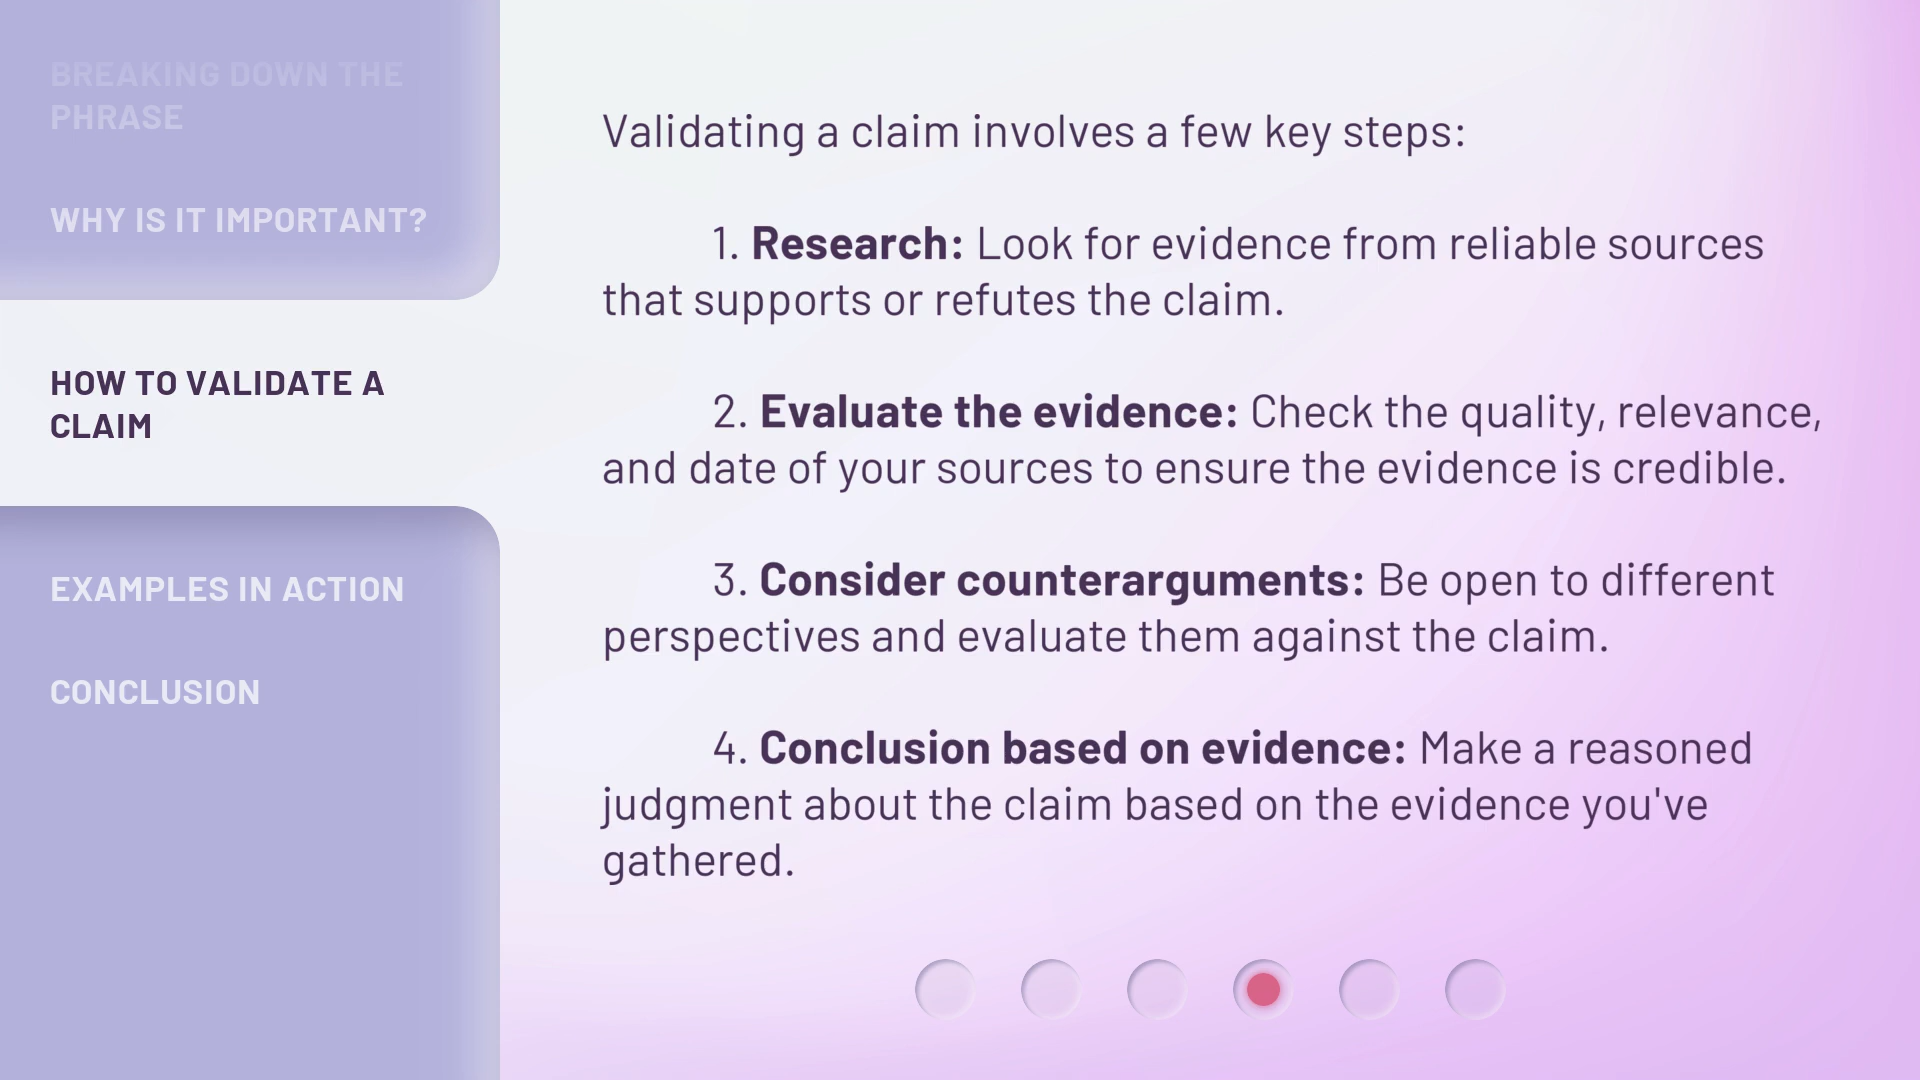 BREAKING DOWN THE
PHRASE
WHY IS IT IMPORTANT?
HOW TO VALIDATE A
CLAIM
EXAMPLES IN ACTION
CONCLUSION
Validating a claim involves a few key steps:
1. Research: Look for evidence from reliable sources
that supports or refutes the claim.
2. Evaluate the evidence: Check the quality, relevance,
and date of your sources to ensure the evidence is credible.
3. Consider counterarguments: Be open to different
perspectives and evaluate them against the claim.
4. Conclusion based on evidence: Make a reasoned
judgment about the claim based on the evidence you've
gathered.